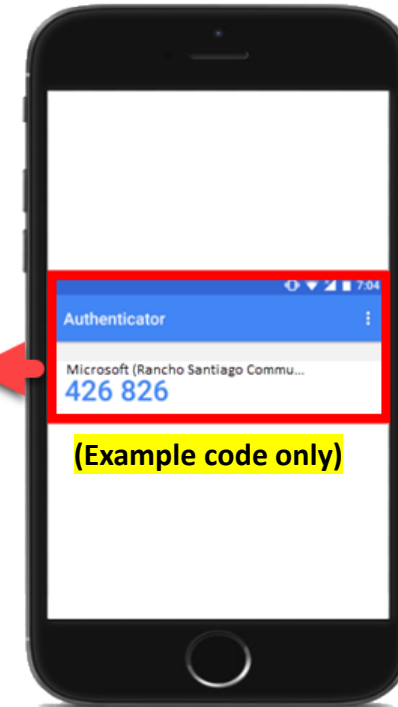 7:04
Authenticator
Microsoft (Rancho Santiago Commu...
426 826
(Example code only)